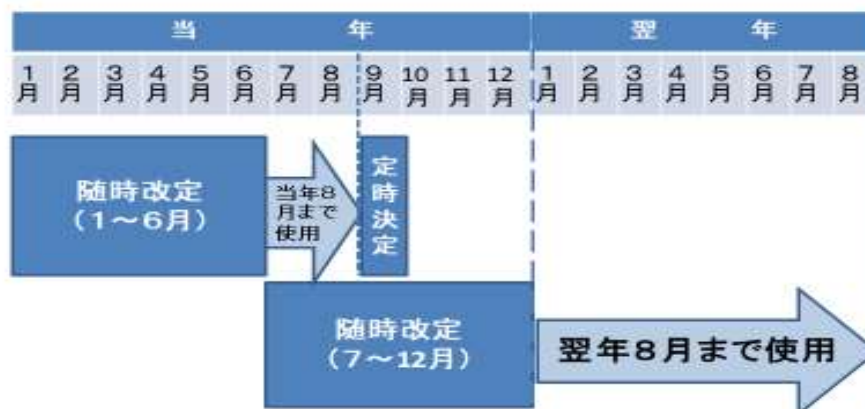 当 年 翌 年
1月 2月 3月 4月 5月 6月 7月 8月 9月 10月 11月 12月 1月 2月 3月 4月 5月 6月 7月 8月
随時改定
（1～6月）
当年8
月まで
使用
定時決定
随時改定
（7～12月）
翌年８月まで使用